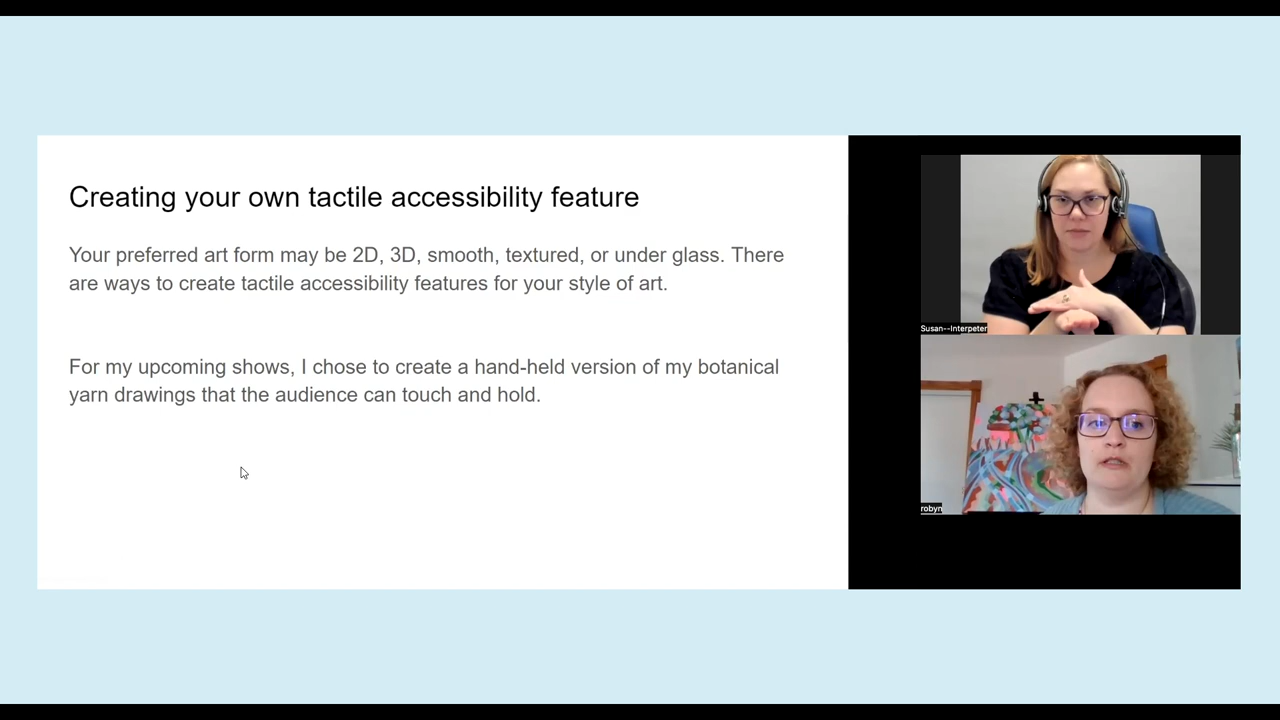 Creating your own tactile accessibility feature
Your preferred art form may be 2D, 3D, smooth, textured, or under glass. There
are ways to create tactile accessibility features for your style of art.
For my upcoming shows, I chose to create a hand-held version of my botanical
yarn drawings that the audience can touch and hold.
Susan--Interpeter
robyn